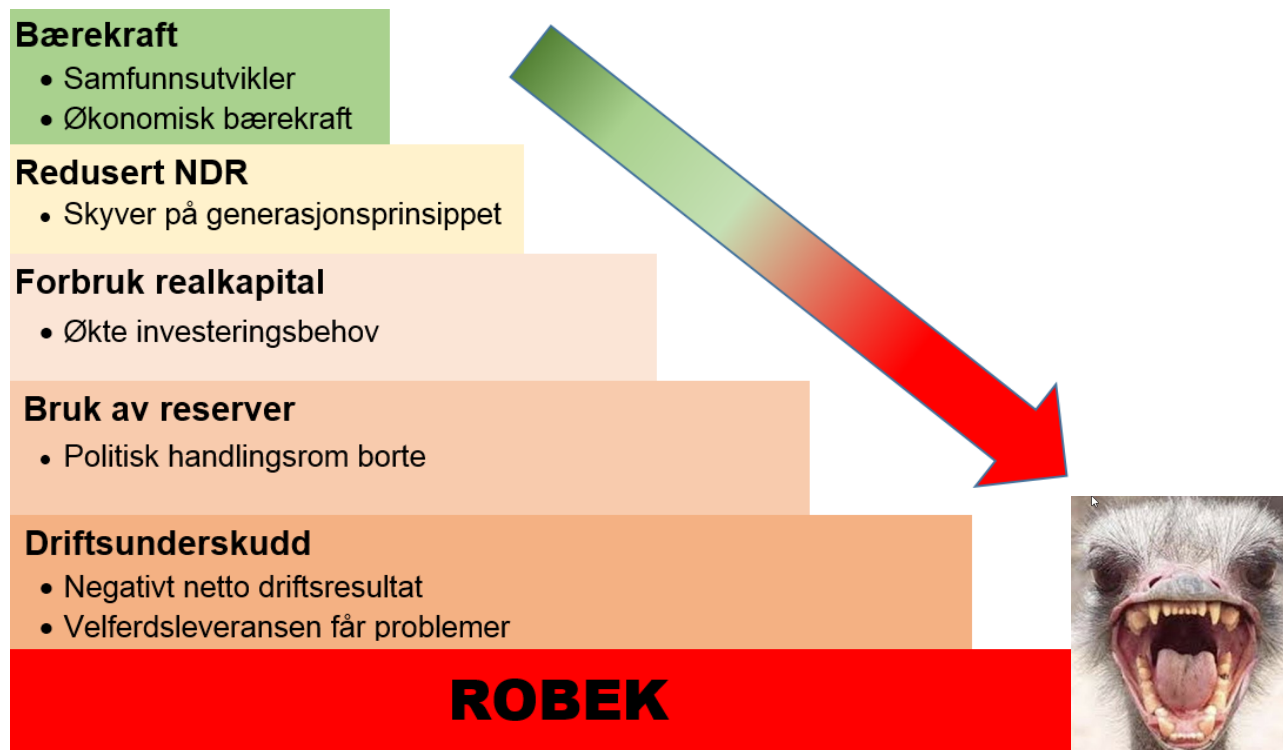 Bærekraft
• Samfunnsutvikler
• Økonomisk bærekraft
Redusert NDR
• Skyver på generasjonsprinsippet
Forbruk realkapital
• Økte investeringsbehov
Bruk av reserver
• Politisk handlingsrom borte
Driftsunderskudd
• Negativt netto driftsresultat
• Velferdsleveransen får problemer
ROBEK